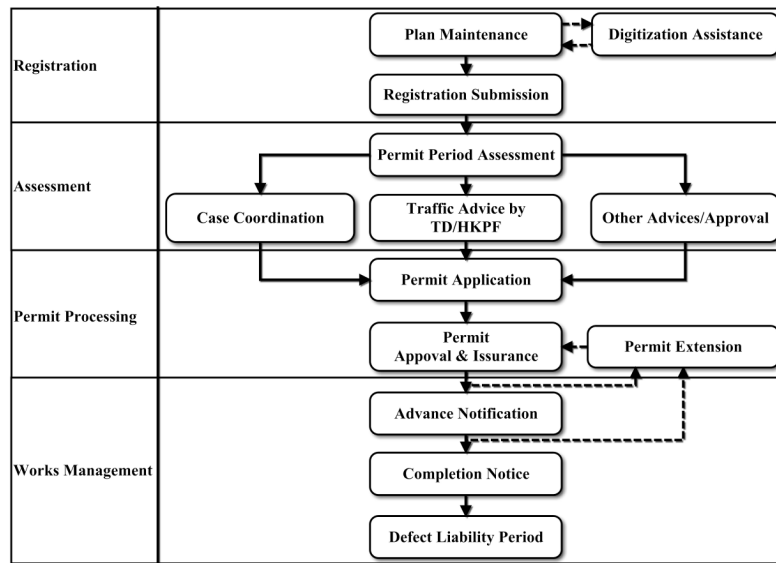 Plan Maintenance
Digitization Assistance
Registration
Registration Submission
Permit Period Assessment
Assessment
Case Coordination
Traffic Advice by
TD/HKPF
Other Advices/Approval
Permit Application
Permit Processing
Permit
Appoval & Issurance
Permit Extension
Advance Notification
Works Management
Completion Notice
Defect Liability Period